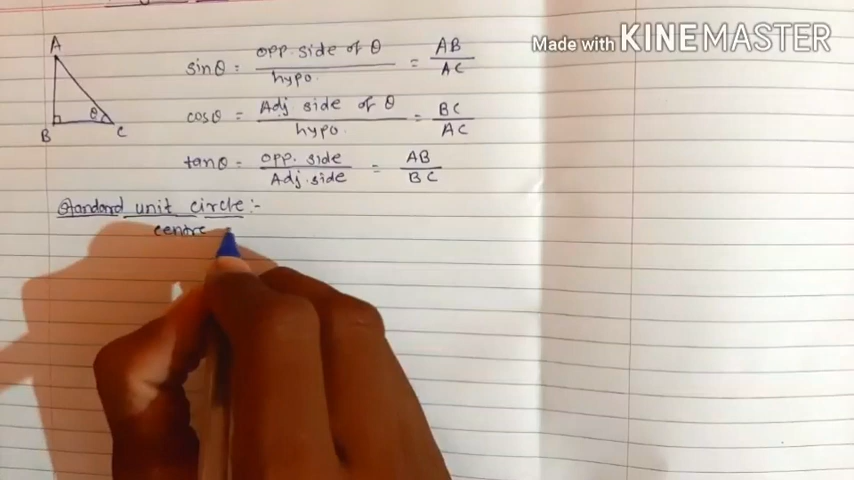 Made with KINEMASTER
A
B
C
θ
sinθ = opp. side of θ / hypo. = AB / AC
cosθ = Adj side of θ / hypo. = BC / AC
tanθ = opp. side / Adj. side = AB / BC
Standard unit circle :-
centre